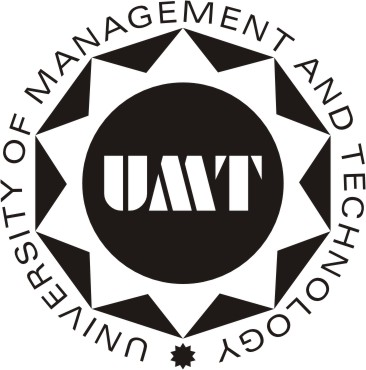 UNIVERSITY OF MANAGEMENT AND TECHNOLOGY
UMT